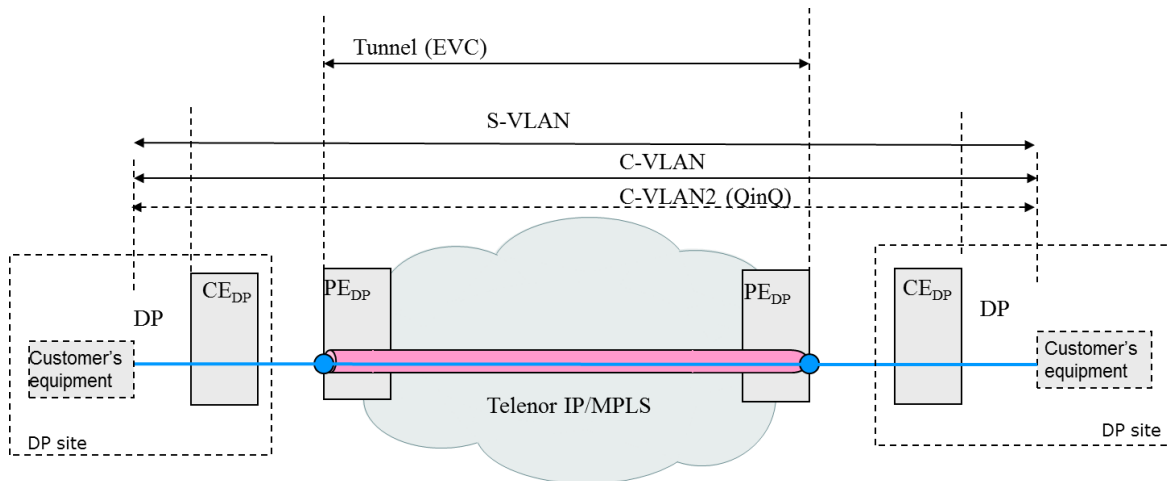 Tunnel (EVC)
S-VLAN
C-VLAN
C-VLAN2 (QinQ)
CEDP
PEDP
PEDP
CEDP
DP
DP
Customer's
equipment
Customer's
equipment
Telenor IP/MPLS
DP site
DP site